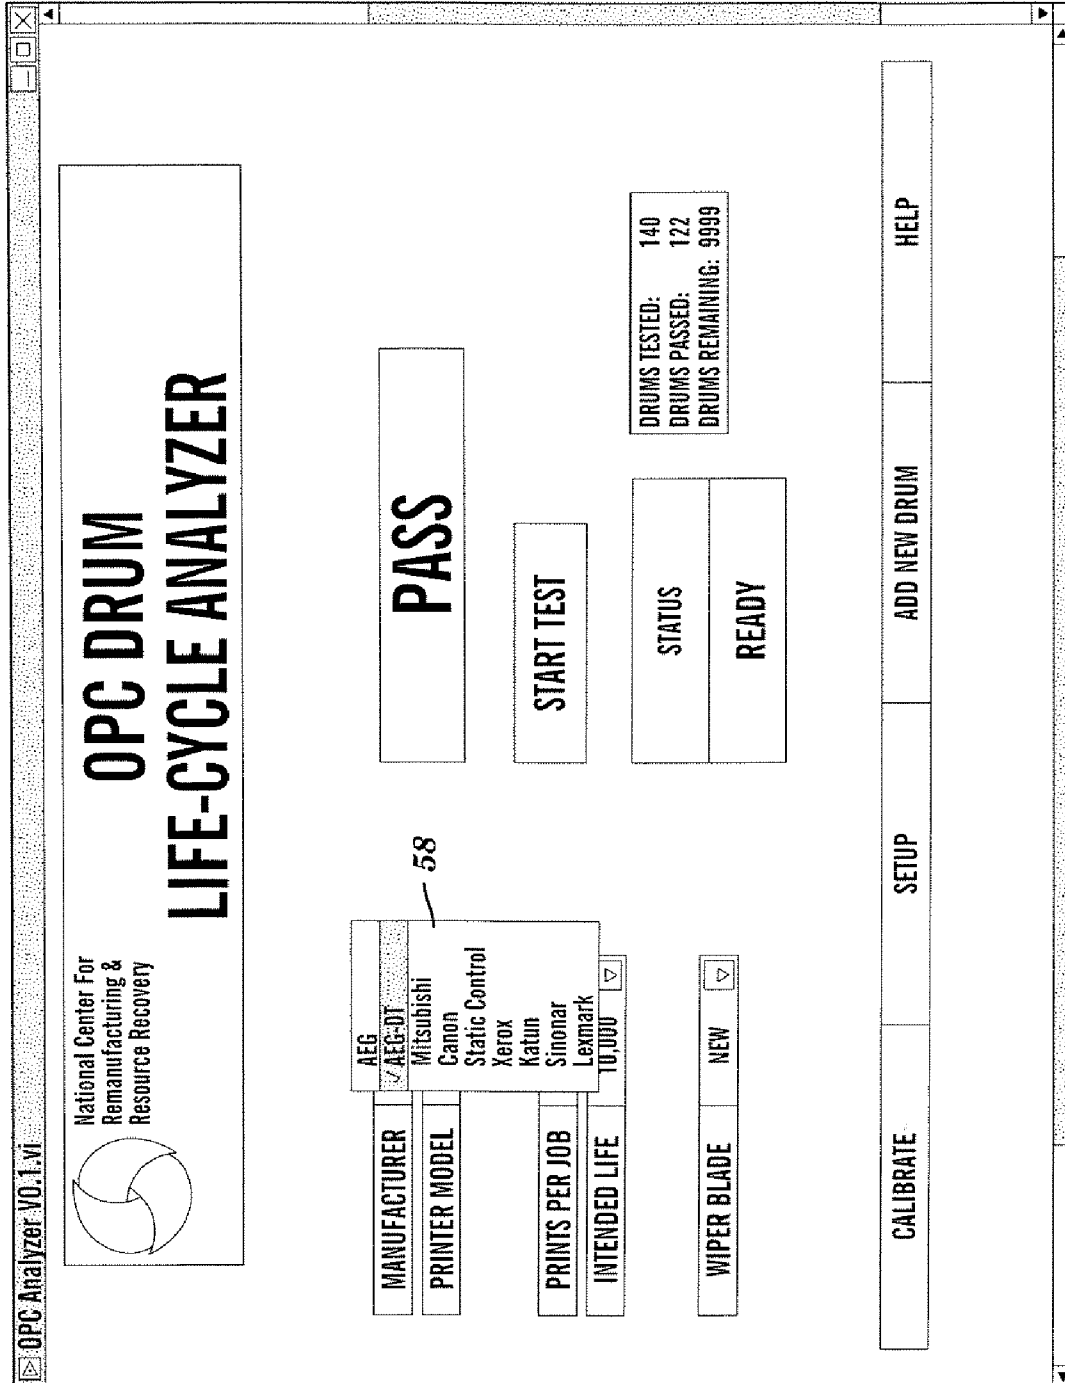 OPC Analyzer V0.1.vi
National Center For
Remanufacturing &
Resource Recovery
OPC DRUM
LIFE-CYCLE ANALYZER
MANUFACTURER
PRINTER MODEL
AEG
✓AEG-DT
Mitsubishi
Canon
Static Control
Xerox
Katun
Sinonar
Lexmark
58
PRINTS PER JOB
INTENDED LIFE 10,000
WIPER BLADE NEW
PASS
START TEST
STATUS
READY
DRUMS TESTED: 140
DRUMS PASSED: 122
DRUMS REMAINING: 9999
CALIBRATE SETUP ADD NEW DRUM HELP